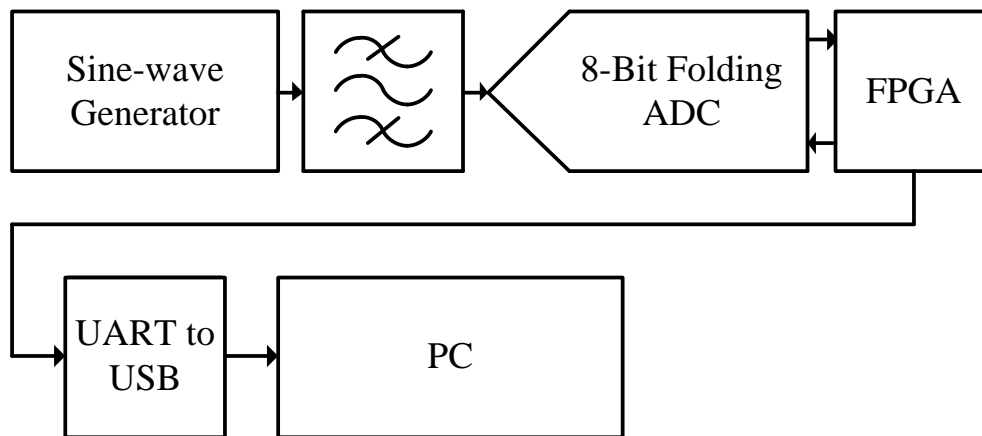 Sine-wave
Generator
8-Bit Folding
ADC
FPGA
UART to
USB
PC